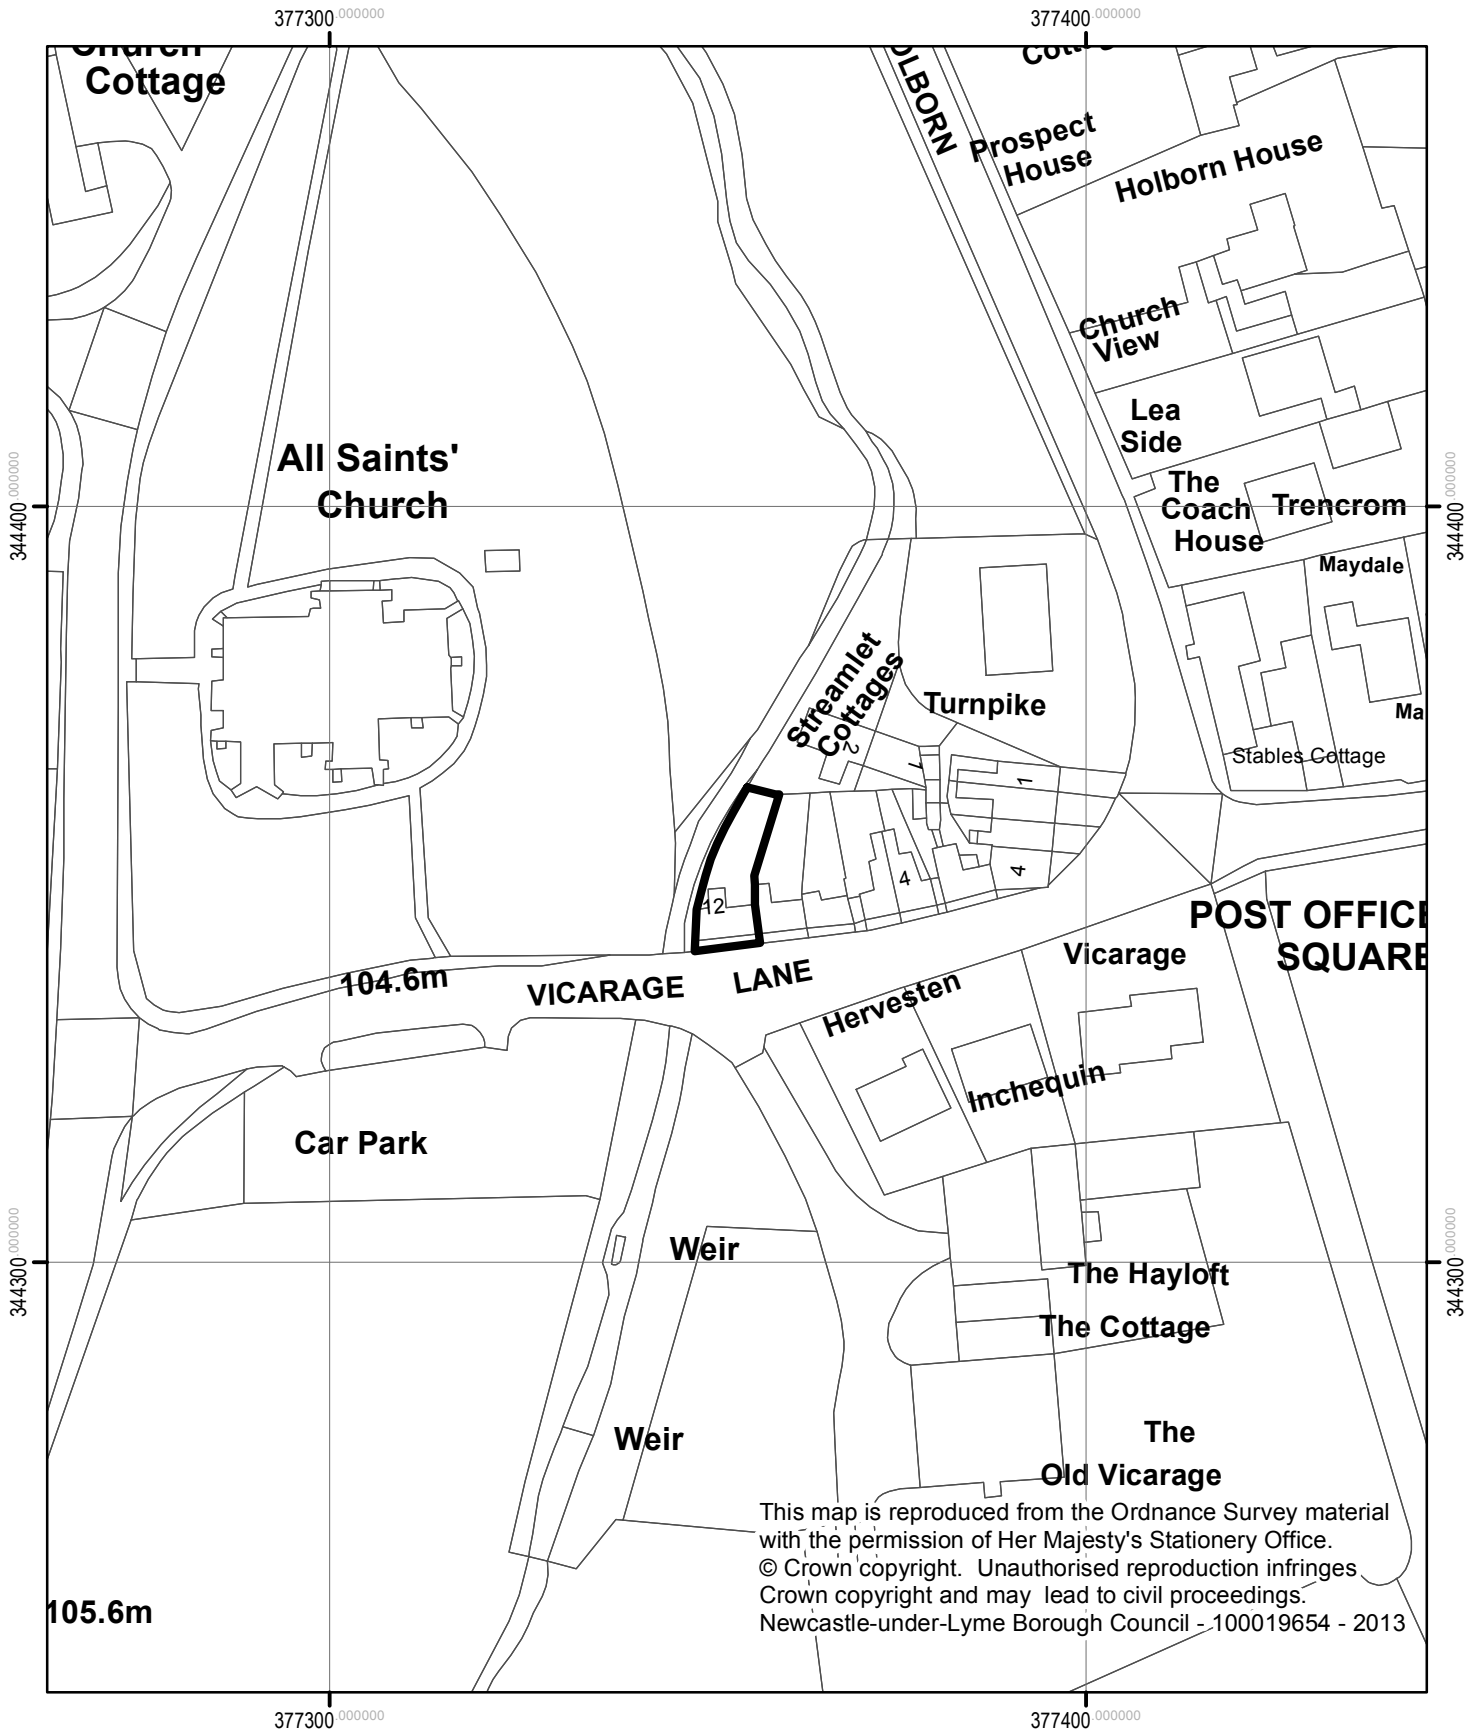 377300.000000
377400.000000
Church
Cottage
HOLBORN
Prospect
House
Holborn House
Church
View
Lea
Side
All Saints'
Church
The
Coach
House
Trencrom
344400.000000
344400.000000
Maydale
Streamlet
Cottages
2
Turnpike
Ma
Stables Cottage
7
1
4
4
12
POST OFFICE
SQUARE
Vicarage
104.6m
VICARAGE LANE
Hervesten
Inchequin
Car Park
Weir
The Hayloft
344300.000000
344300.000000
The Cottage
Weir
The
Old Vicarage
This map is reproduced from the Ordnance Survey material
with the permission of Her Majesty's Stationery Office.
© Crown copyright. Unauthorised reproduction infringes
Crown copyright and may lead to civil proceedings.
Newcastle-under-Lyme Borough Council - 100019654 - 2013
105.6m
377300.000000
377400.000000